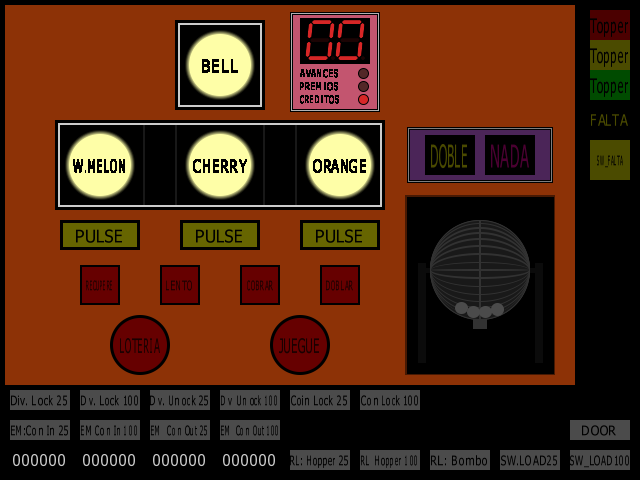 Topper
00
BELL
AVANCES
PREMIOS
CREDITOS
Topper
Topper
FALTA
W.MELON CHERRY ORANGE
DOBLE NADA
SW_FALTA
PULSE PULSE PULSE
LENTO COBRAR DOBLAR
LOTERIA JUEGUE
Div. Lock 25 Dv. Lock 100 Dv. Unlock 25 Dv Unlock 100 Coin Lock 25 Coin Lock 100
EM:Coin In 25 EM Coin In 100 EM Coin Out 25 EM Coin Out 100 DOOR
000000 000000 000000 000000 RL: Hopper 25 RL Hopper 100 RL: Bombo SW.LOAD25 SW_LOAD100